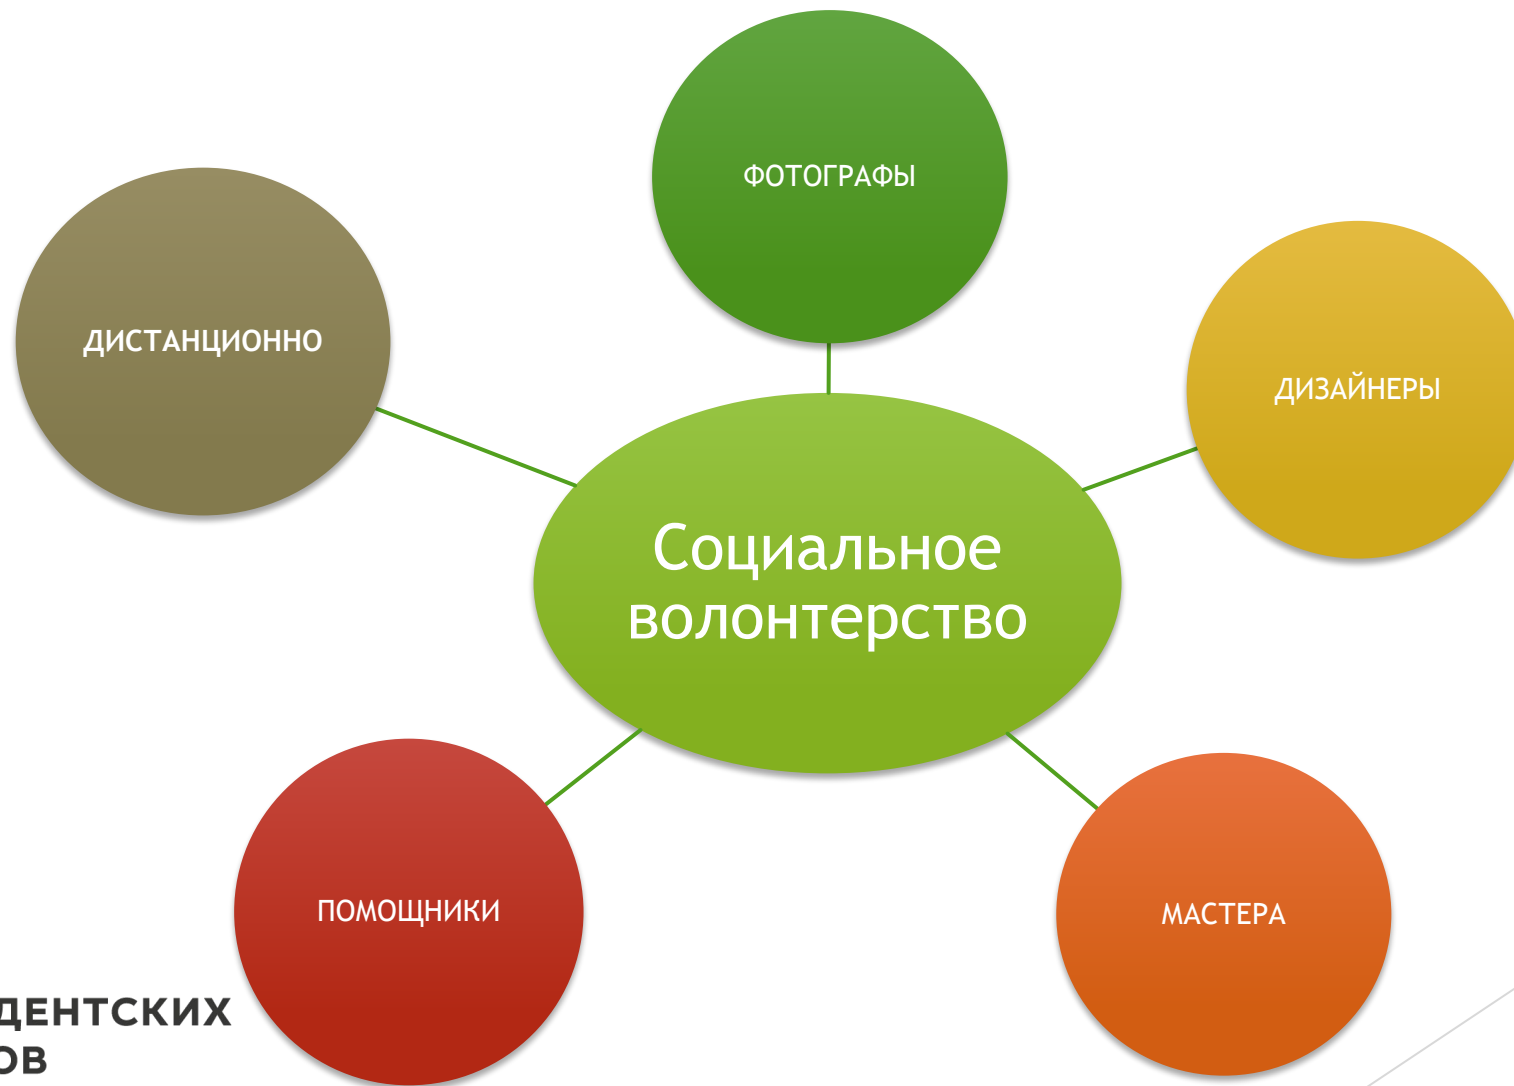 ФОТОГРАФЫ
ДИСТАНЦИОННО
ДИЗАЙНЕРЫ
Социальное
волонтерство
ПОМОЩНИКИ
МАСТЕРА
ДЕНТСКИХ
ОВ